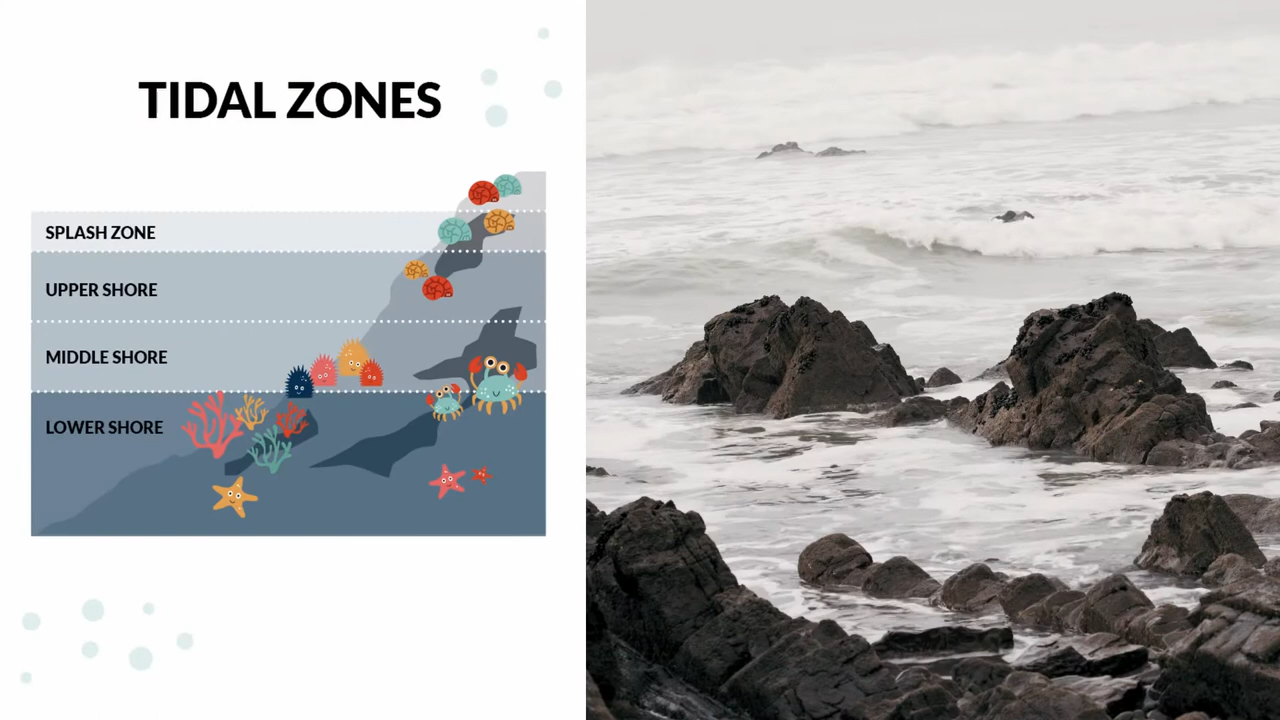 TIDAL ZONES
SPLASH ZONE
UPPER SHORE
MIDDLE SHORE
LOWER SHORE